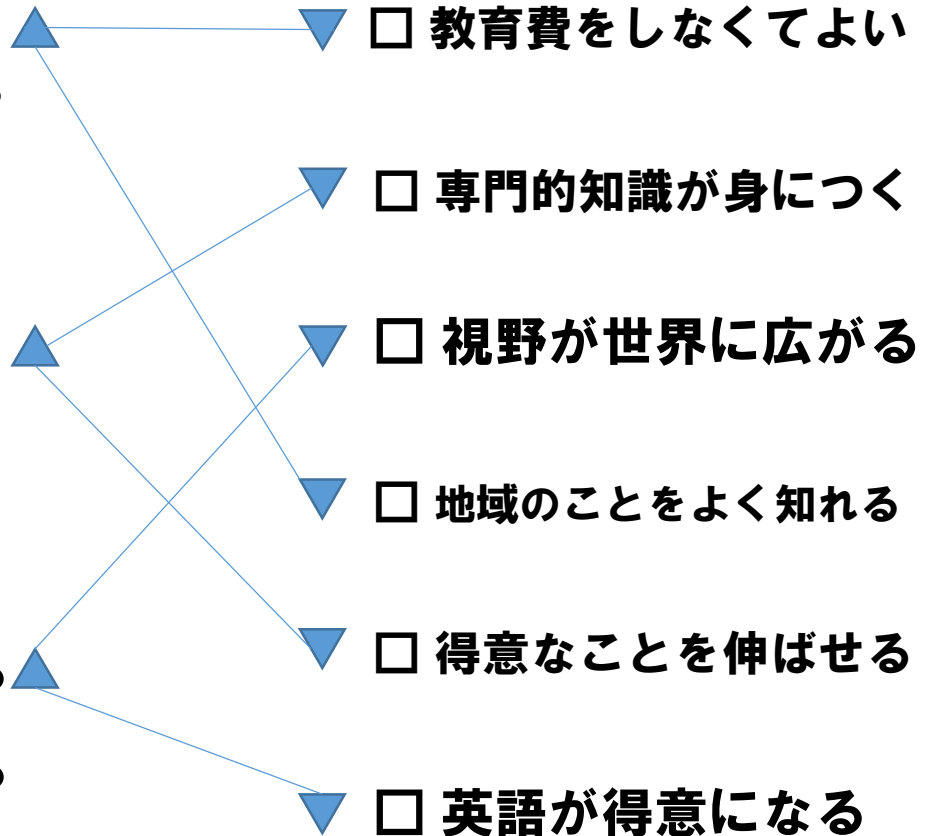 □ 教育費をしなくてよい
□ 専門的知識が身につく
□ 視野が世界に広がる
□ 地域のことをよく知れる
□ 得意なことを伸ばせる
□ 英語が得意になる